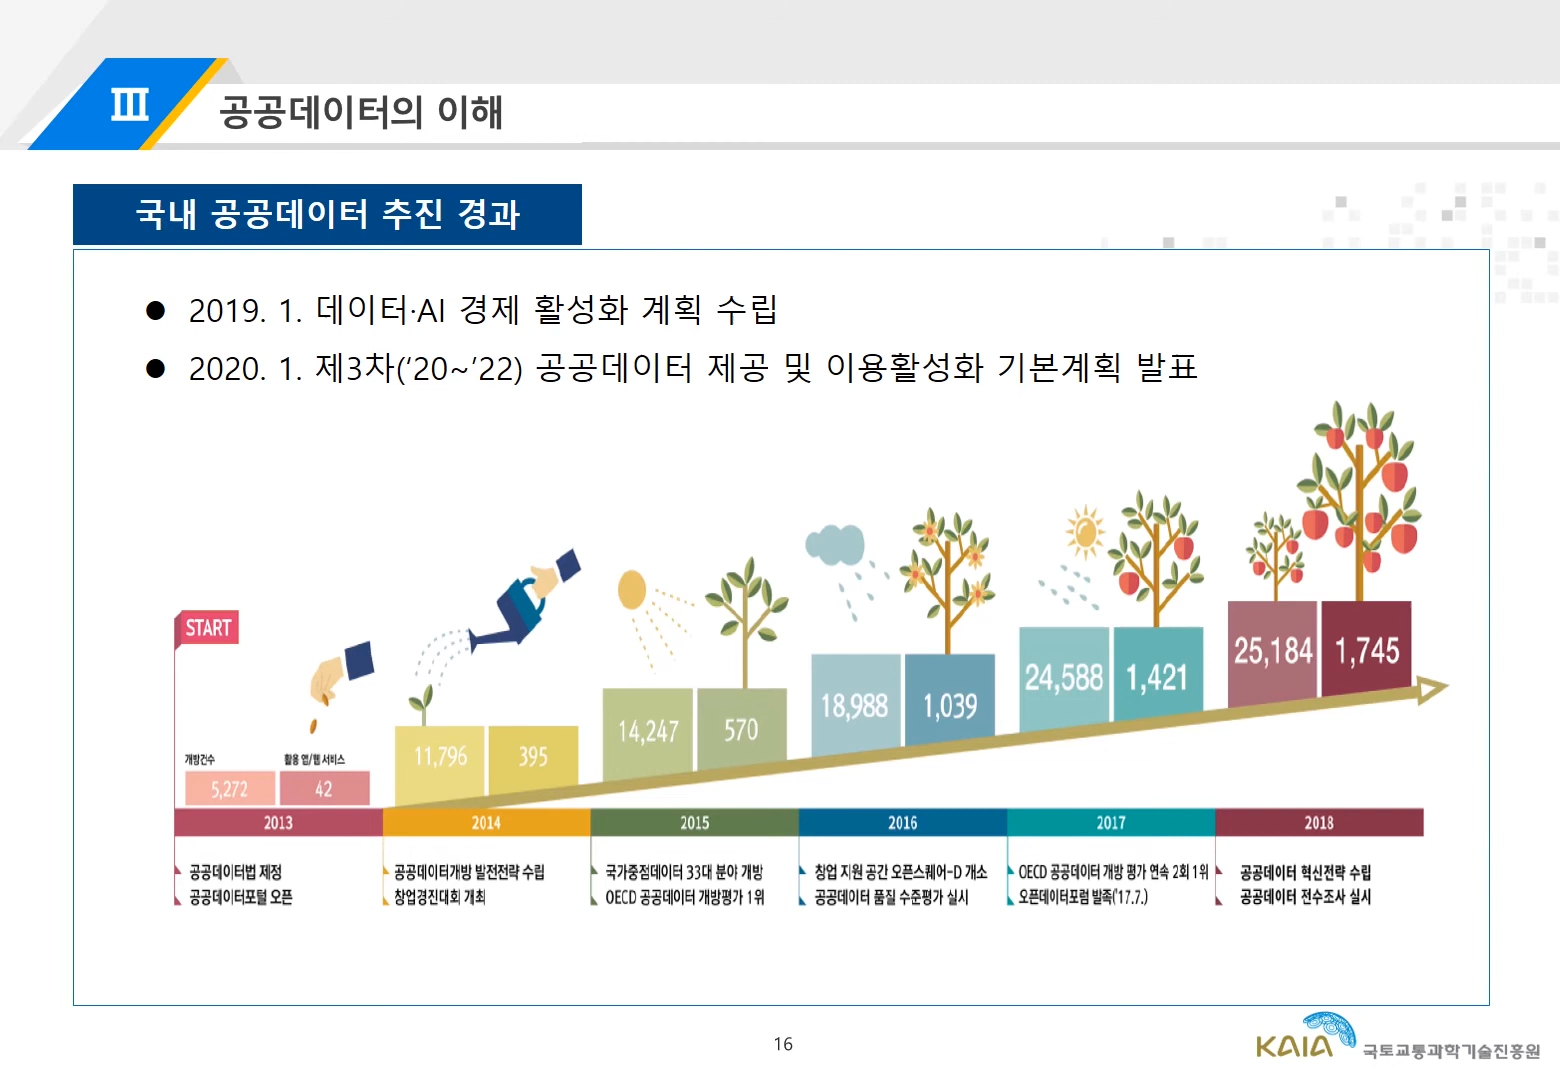 Ⅲ
공공데이터의 이해
국내 공공데이터 추진 경과
● 2019. 1. 데이터·AI 경제 활성화 계획 수립
● 2020. 1. 제3차(‘20~’22) 공공데이터 제공 및 이용활성화 기본계획 발표
START
개방건수 활용 앱/웹 서비스
5,272 42
11,796 395
14,247 570
18,988 1,039
24,588 1,421
25,184 1,745
2013 2014 2015 2016 2017 2018
공공데이터법 제정
공공데이터포털 오픈
공공데이터개방 발전전략 수립
창업경진대회 개최
국가중점데이터 33대 분야 개방
OECD 공공데이터 개방평가 1위
창업 지원 공간 오픈스퀘어-D 개소
공공데이터 품질 수준평가 실시
OECD 공공데이터 개방 평가 연속 2회 1위
오픈데이터포럼 발족('17.7.)
공공데이터 혁신전략 수립
공공데이터 전수조사 실시
16
KAIA 국토교통과학기술진흥원